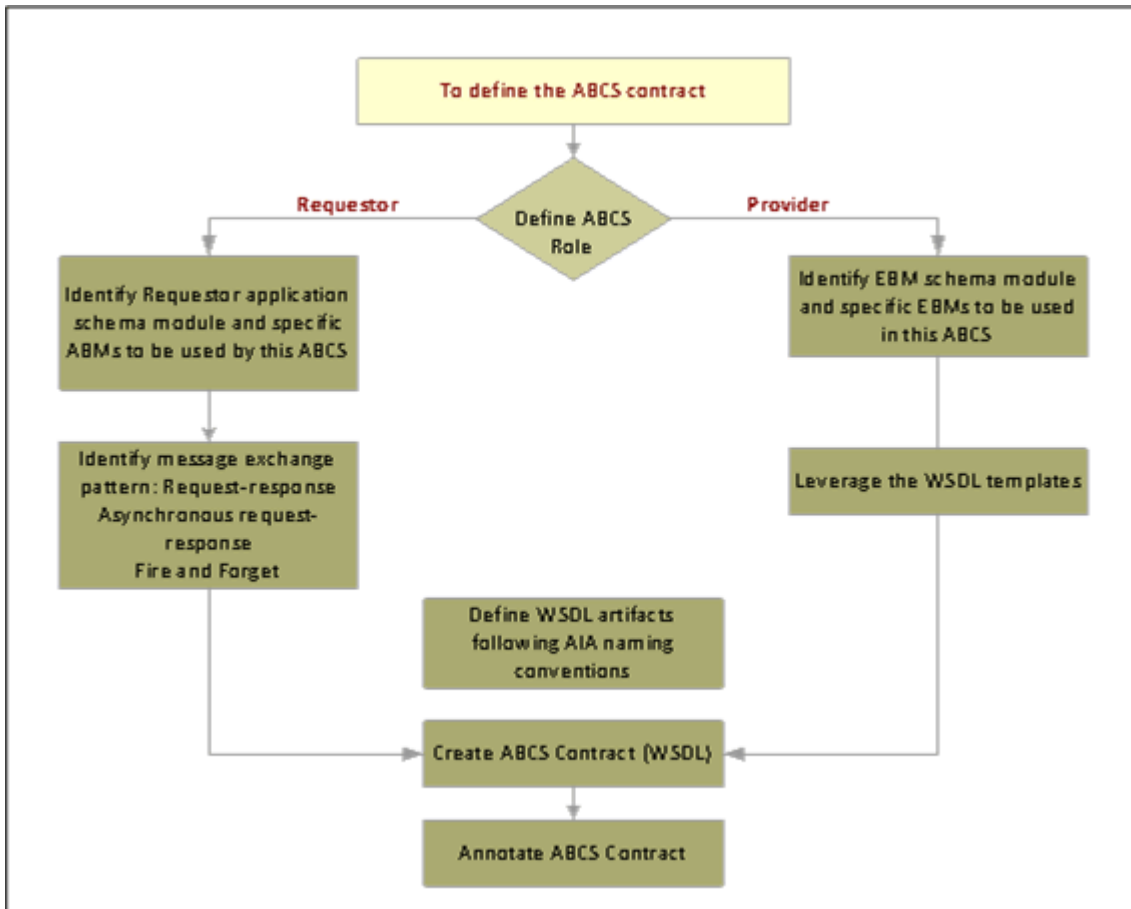 To define the ABCS contract
Requestor
Provider
Define ABCS
Role
Identify Requestor application
schema module and specific
ABMs to be used by this ABCS
Identify EBM schema module
and specific EBMs to be used
in this ABCS
Identify message exchange
pattern: Request-response
Asynchronous request-
response
Fire and Forget
Leverage the WSDL templates
Define WSDL artifacts
following AIA naming
conventions
Create ABCS Contract (WSDL)
Annotate ABCS Contract